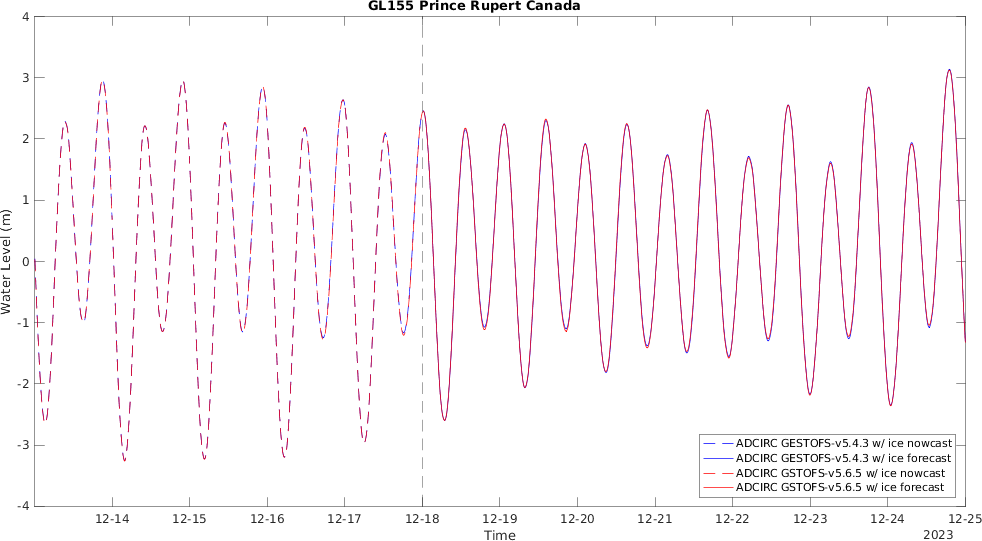 GL155 Prince Rupert Canada
4
3
2
1
0
-1
-2
-3
-4
Water Level (m)
ADCIRC GESTOFS-v5.4.3 w/ ice nowcast
ADCIRC GESTOFS-v5.4.3 w/ ice forecast
ADCIRC GSTOFS-v5.6.5 w/ ice nowcast
ADCIRC GSTOFS-v5.6.5 w/ ice forecast
12-14 12-15 12-16 12-17 12-18 12-19 12-20 12-21 12-22 12-23 12-24 12-25
Time 2023